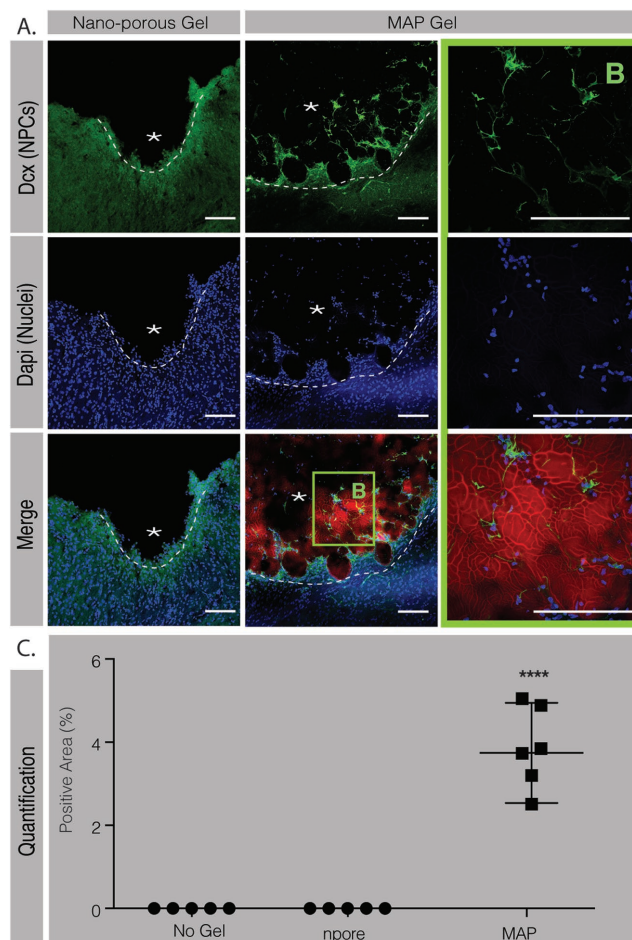 A.
Nano-porous Gel
MAP Gel
Dcx (NPCs)
*
*
B
Dapi (Nuclei)
*
*
Merge
*
*
B
C.
Quantification
Positive Area (%)
6
4
2
0
****
No Gel
npore
MAP